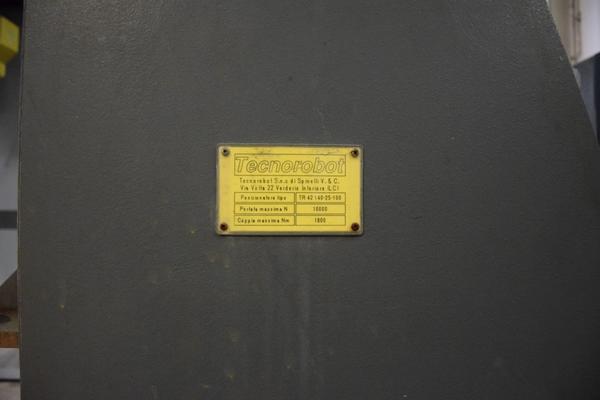 Tecnorobot
Tecnorobot S.n.c di Spinelli V. & C.
Via Volta 22 Verderio Inferiore (LC)
Posizionatore tipo TR 42 L40-25-100
Portata massima N 10000
Coppia massima Nm 1800